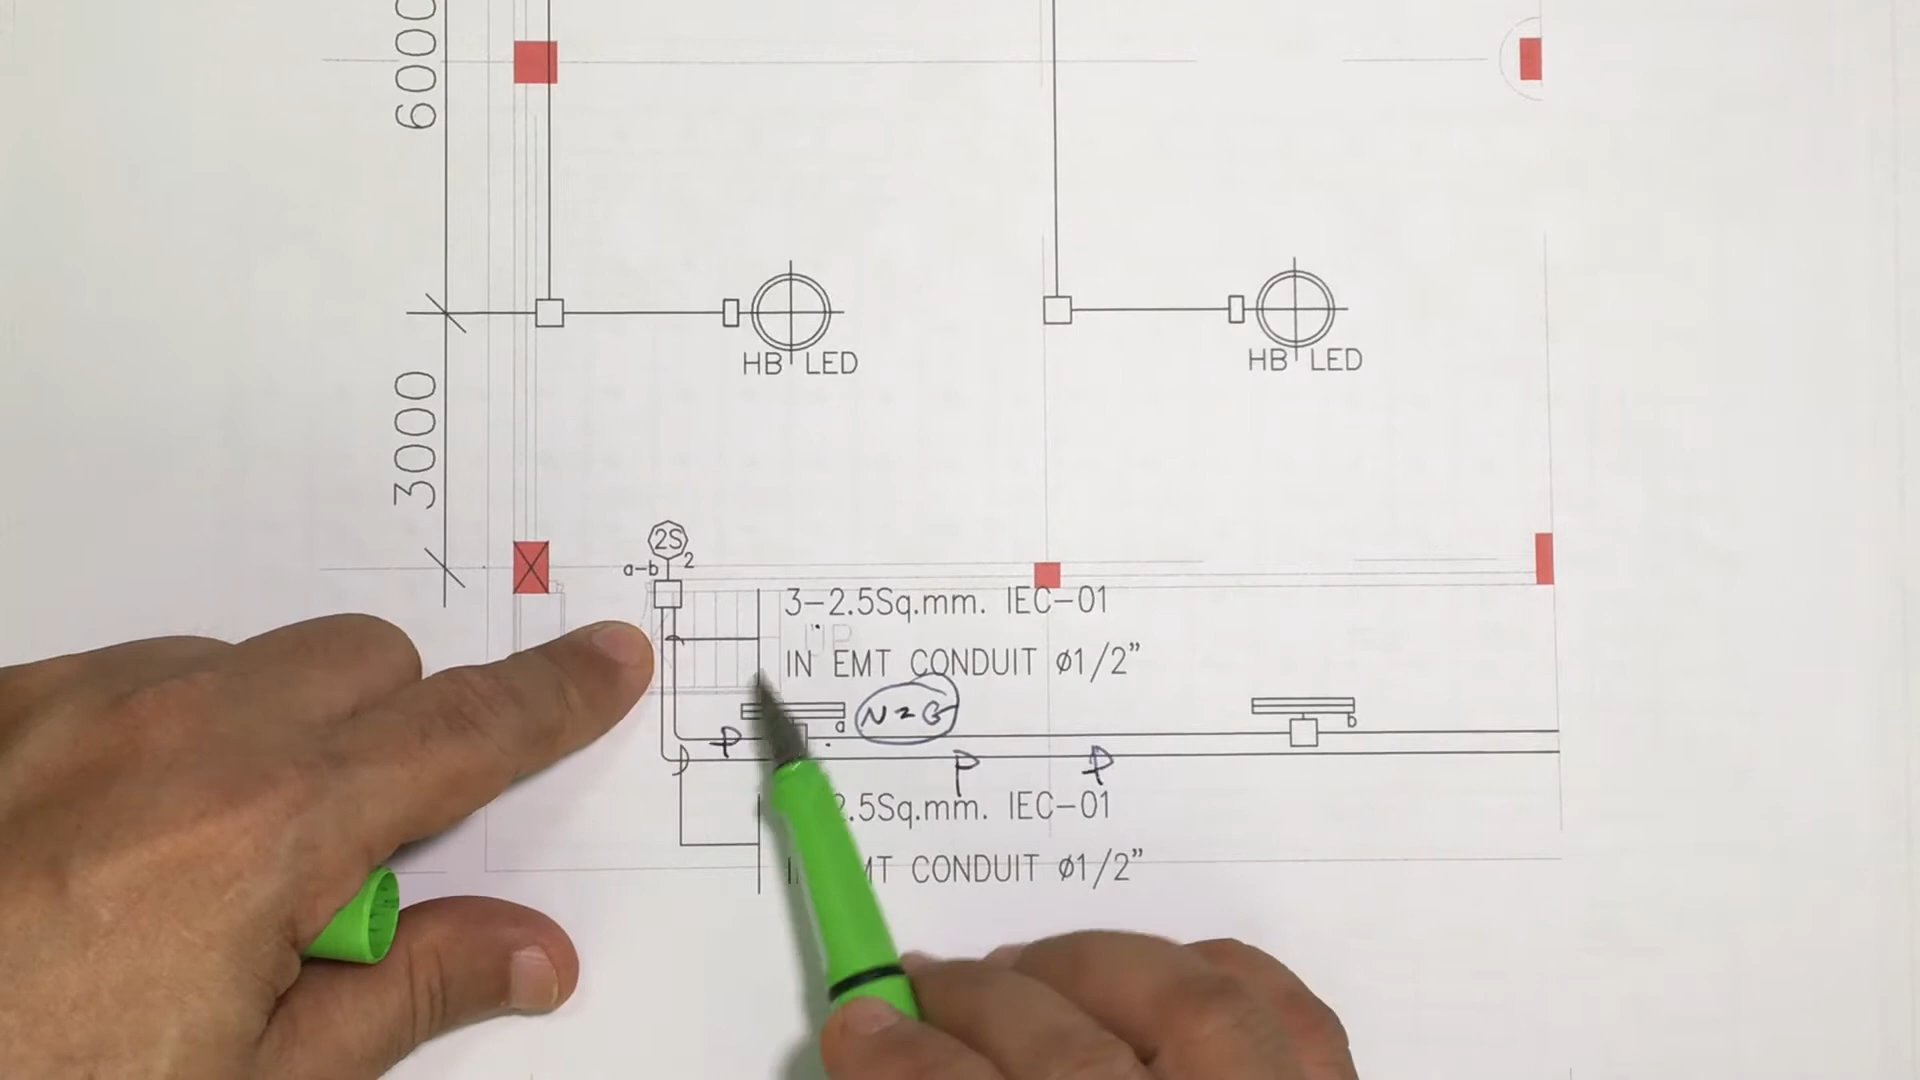 6000
HB LED
HB LED
3000
2S
a-b
2
3-2.5Sq.mm. IEC-01
UP
IN EMT CONDUIT ø1/2"
a
b
P
P
P
2.5Sq.mm. IEC-01
CONDUIT ø1/2"